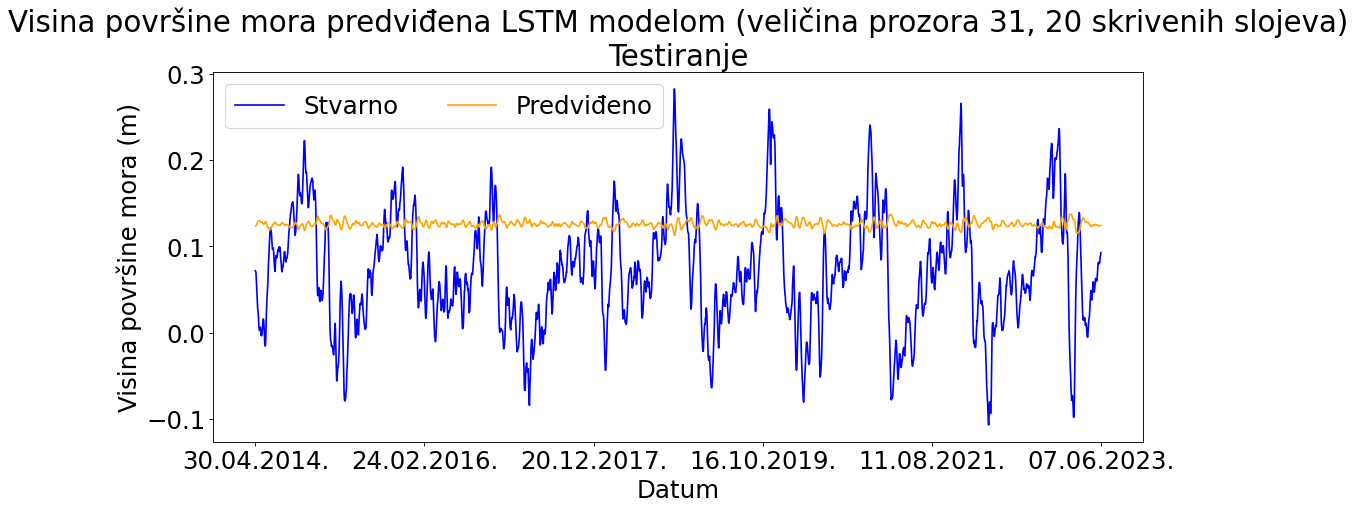 Visina površine mora predviđena LSTM modelom (veličina prozora 31, 20 skrivenih slojeva)
Testiranje
Stvarno Predviđeno
Visina površine mora (m)
0.3
0.2
0.1
0.0
−0.1
30.04.2014. 24.02.2016. 20.12.2017. 16.10.2019. 11.08.2021. 07.06.2023.
Datum